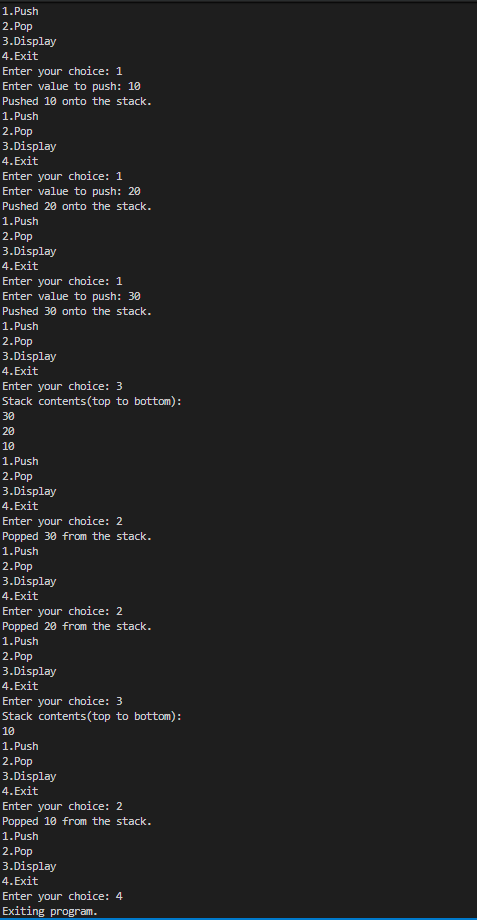 1.Push
2.Pop
3.Display
4.Exit
Enter your choice: 1
Enter value to push: 10
Pushed 10 onto the stack.
1.Push
2.Pop
3.Display
4.Exit
Enter your choice: 1
Enter value to push: 20
Pushed 20 onto the stack.
1.Push
2.Pop
3.Display
4.Exit
Enter your choice: 1
Enter value to push: 30
Pushed 30 onto the stack.
1.Push
2.Pop
3.Display
4.Exit
Enter your choice: 3
Stack contents(top to bottom):
30
20
10
1.Push
2.Pop
3.Display
4.Exit
Enter your choice: 2
Popped 30 from the stack.
1.Push
2.Pop
3.Display
4.Exit
Enter your choice: 2
Popped 20 from the stack.
1.Push
2.Pop
3.Display
4.Exit
Enter your choice: 3
Stack contents(top to bottom):
10
1.Push
2.Pop
3.Display
4.Exit
Enter your choice: 2
Popped 10 from the stack.
1.Push
2.Pop
3.Display
4.Exit
Enter your choice: 4
Exiting program.